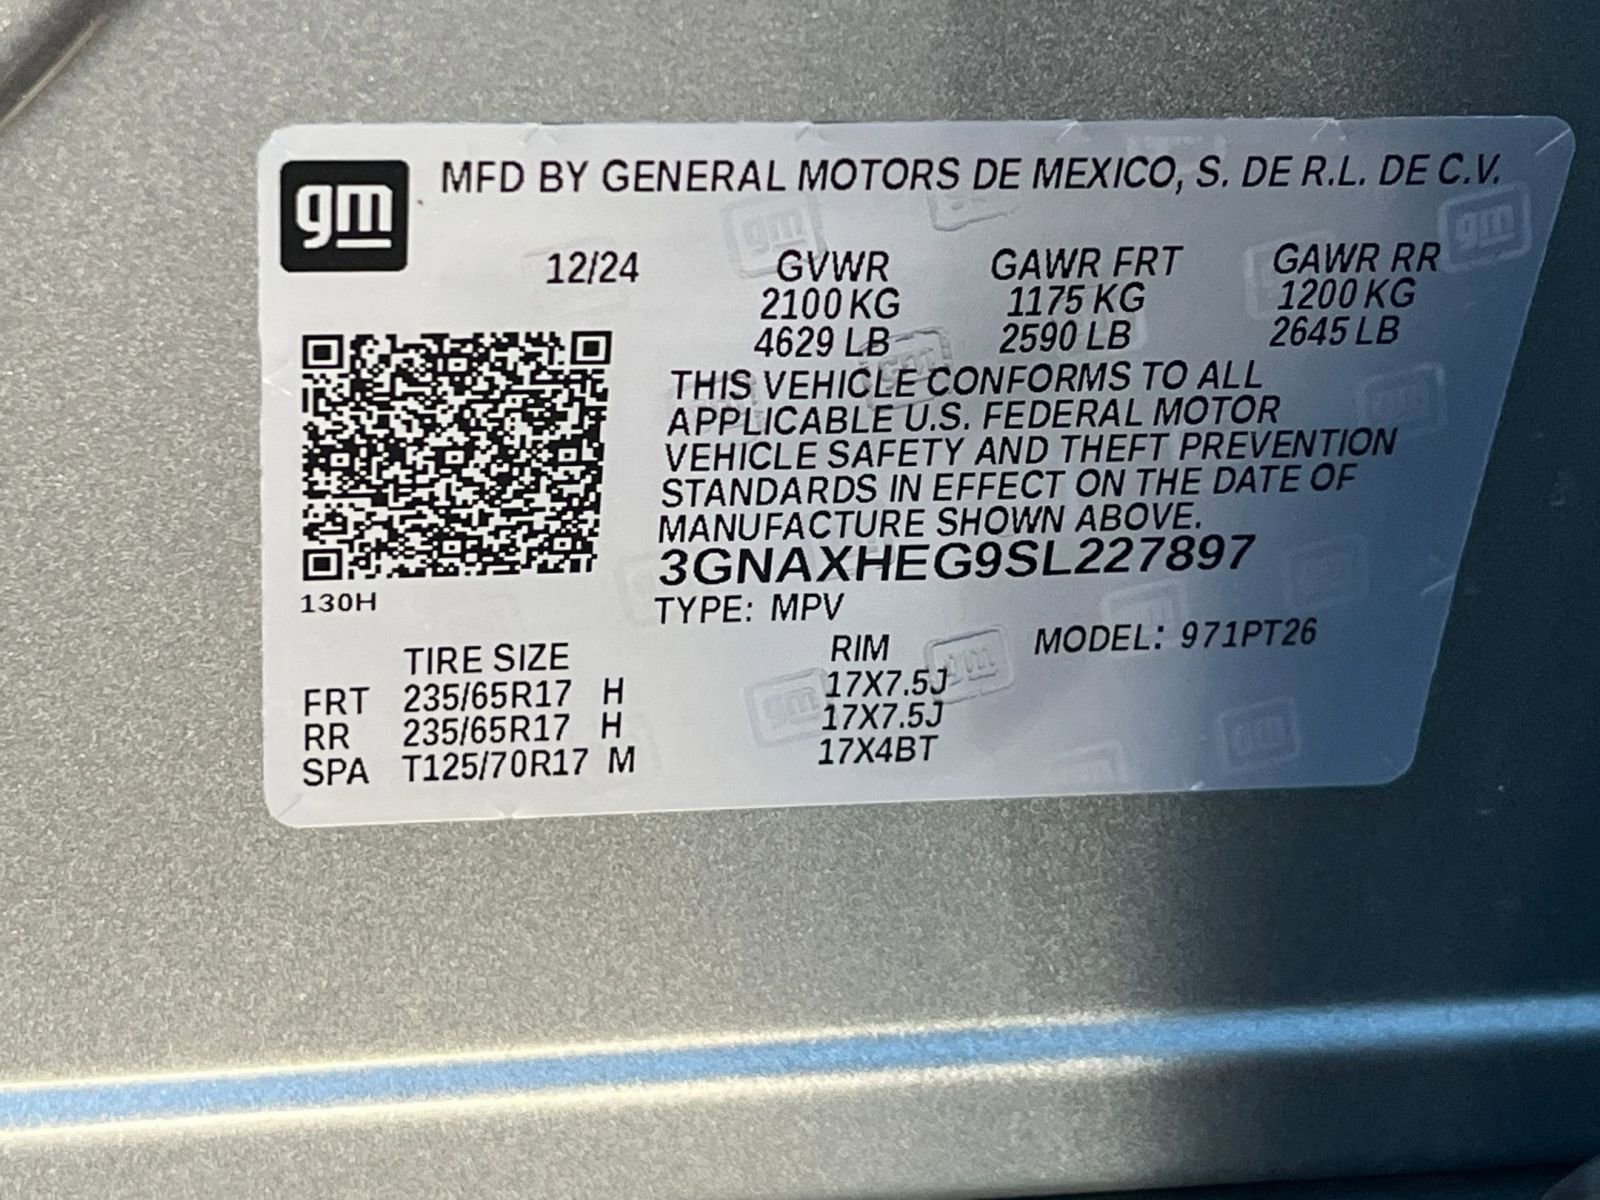 gm
MFD BY GENERAL MOTORS DE MEXICO, S. DE R.L. DE C.V.
12/24 GVWR GAWR FRT GAWR RR
2100 KG 1175 KG 1200 KG
4629 LB 2590 LB 2645 LB
THIS VEHICLE CONFORMS TO ALL
APPLICABLE U.S. FEDERAL MOTOR
VEHICLE SAFETY AND THEFT PREVENTION
STANDARDS IN EFFECT ON THE DATE OF
MANUFACTURE SHOWN ABOVE.
3GNAXHEG9SL227897
130H
TYPE: MPV
TIRE SIZE RIM MODEL: 971PT26
FRT 235/65R17 H 17X7.5J
RR 235/65R17 H 17X7.5J
SPA T125/70R17 M 17X4BT